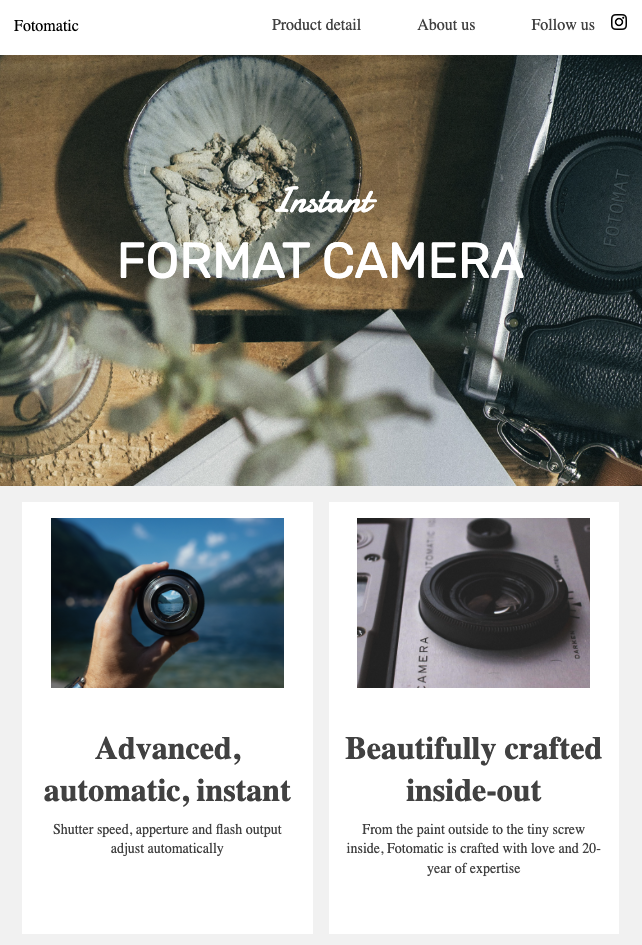 Fotomatic
Product detail
About us
Follow us
Instant
FORMAT CAMERA
FOTOMAT
CAMERA
Advanced,
automatic, instant
Shutter speed, apperture and flash output
adjust automatically
Beautifully crafted
inside-out
From the paint outside to the tiny screw
inside, Fotomatic is crafted with love and 20-
year of expertise